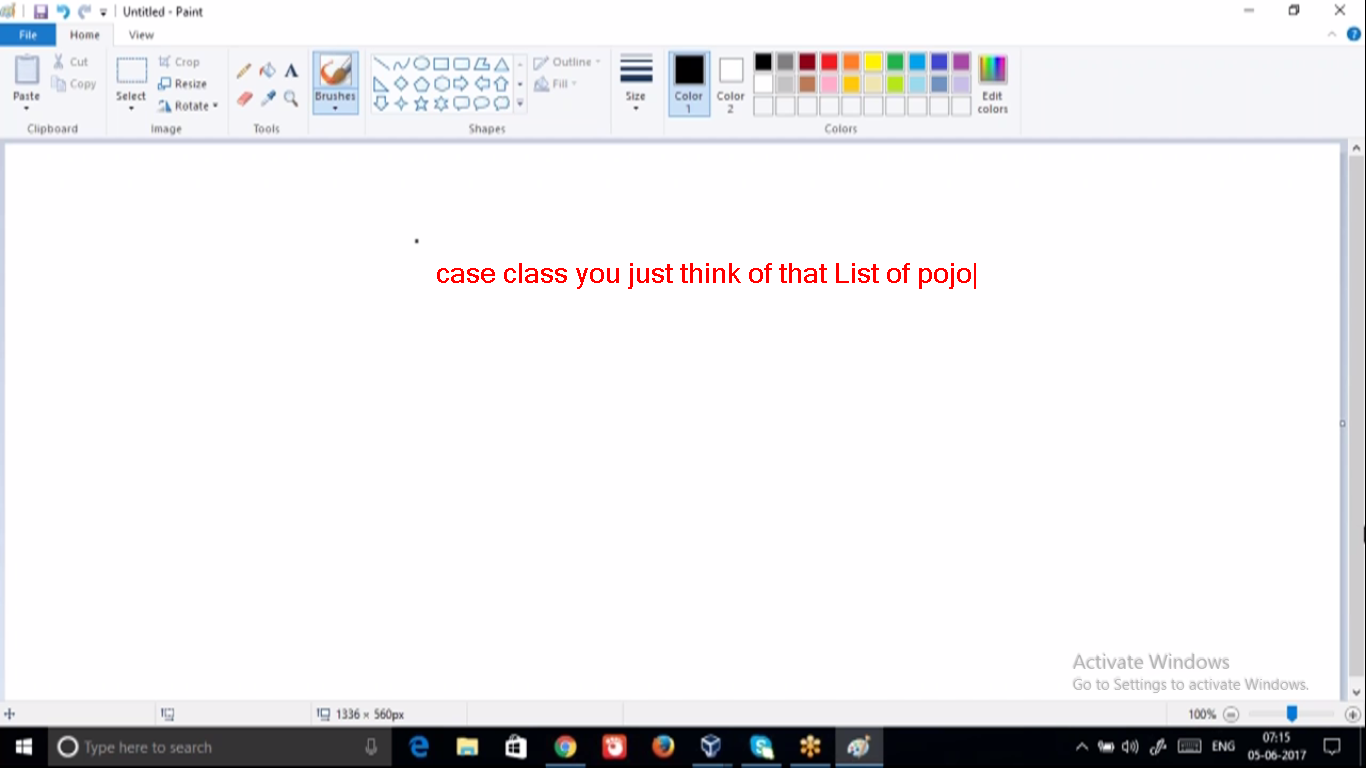 Untitled - Paint
File Home View
Paste Cut Copy Select Crop Resize Rotate Brushes Outline Fill Size Color 1 Color 2 Edit colors
Clipboard Image Tools Shapes Colors
case class you just think of that List of pojo
Activate Windows
Go to Settings to activate Windows.
1336 × 560px 100%
Type here to search ENG 07:15
05-06-2017